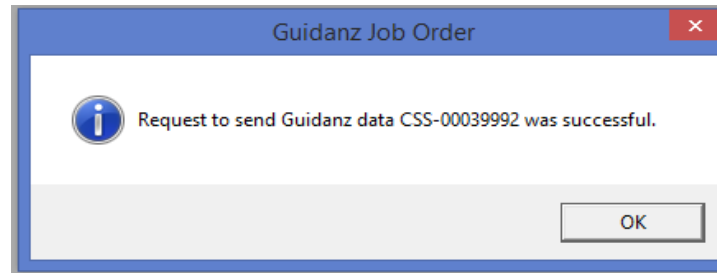 Guidanz Job Order
Request to send Guidanz data CSS-00039992 was successful.
OK